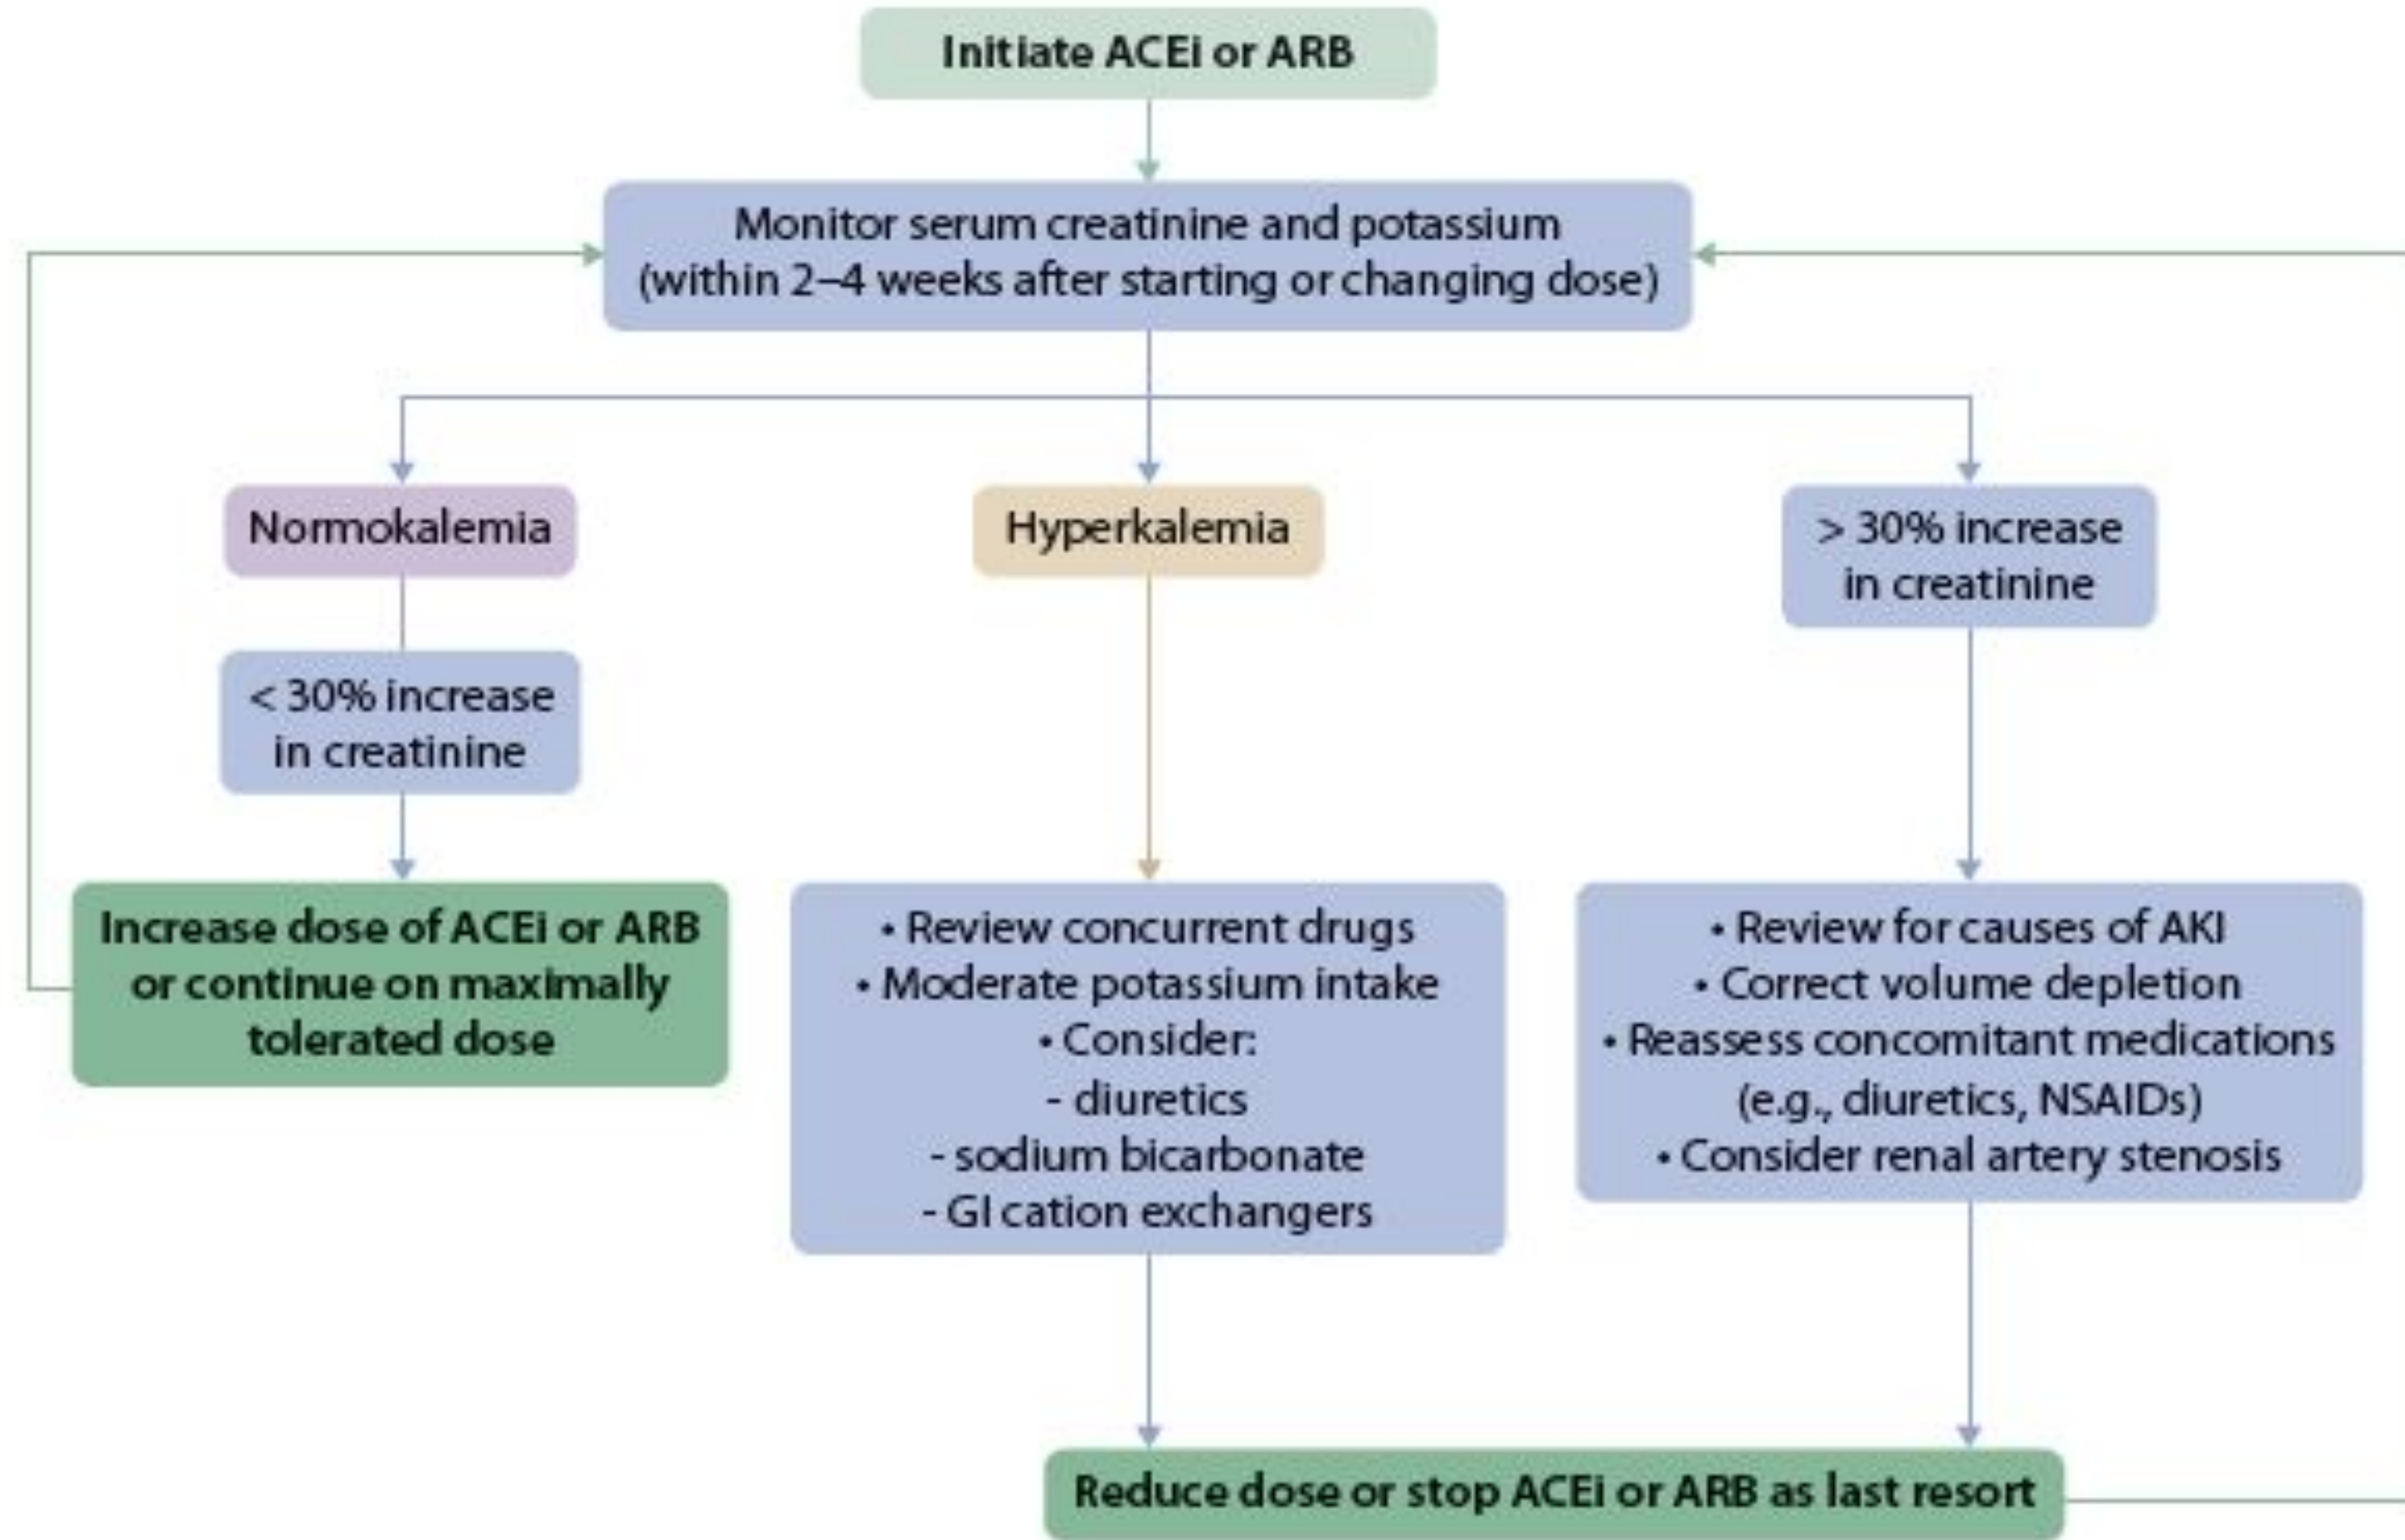 Initiate ACEi or ARB
Monitor serum creatinine and potassium
(within 2–4 weeks after starting or changing dose)
Normokalemia
Hyperkalemia
> 30% increase
in creatinine
< 30% increase
in creatinine
Increase dose of ACEi or ARB
or continue on maximally
tolerated dose
• Review concurrent drugs
• Moderate potassium intake
• Consider:
- diuretics
- sodium bicarbonate
- GI cation exchangers
• Review for causes of AKI
• Correct volume depletion
• Reassess concomitant medications
(e.g., diuretics, NSAIDs)
• Consider renal artery stenosis
Reduce dose or stop ACEi or ARB as last resort